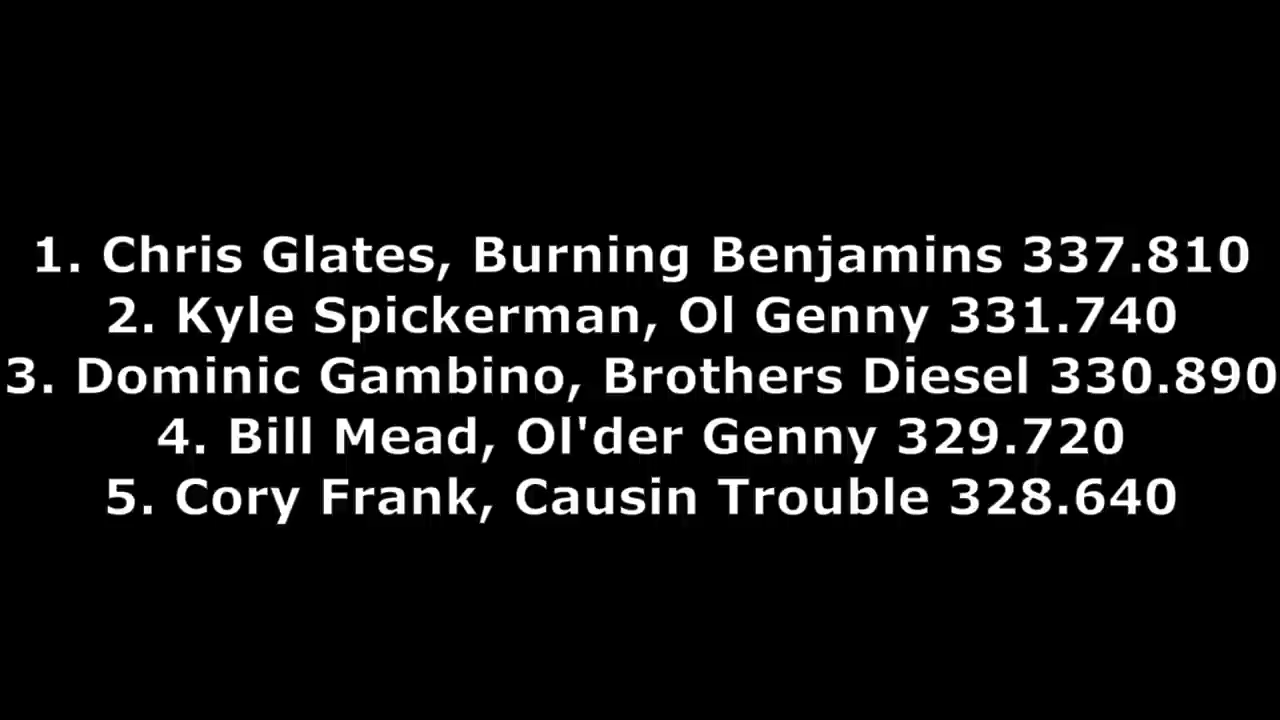 1. Chris Glates, Burning Benjamins 337.810
2. Kyle Spickerman, Ol Genny 331.740
3. Dominic Gambino, Brothers Diesel 330.890
4. Bill Mead, Ol'der Genny 329.720
5. Cory Frank, Causin Trouble 328.640